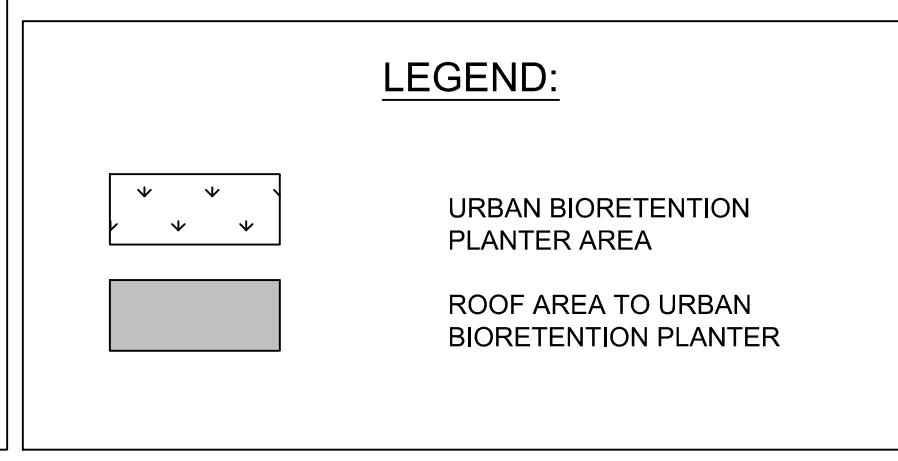 LEGEND:
URBAN BIORETENTION
PLANTER AREA
ROOF AREA TO URBAN
BIORETENTION PLANTER